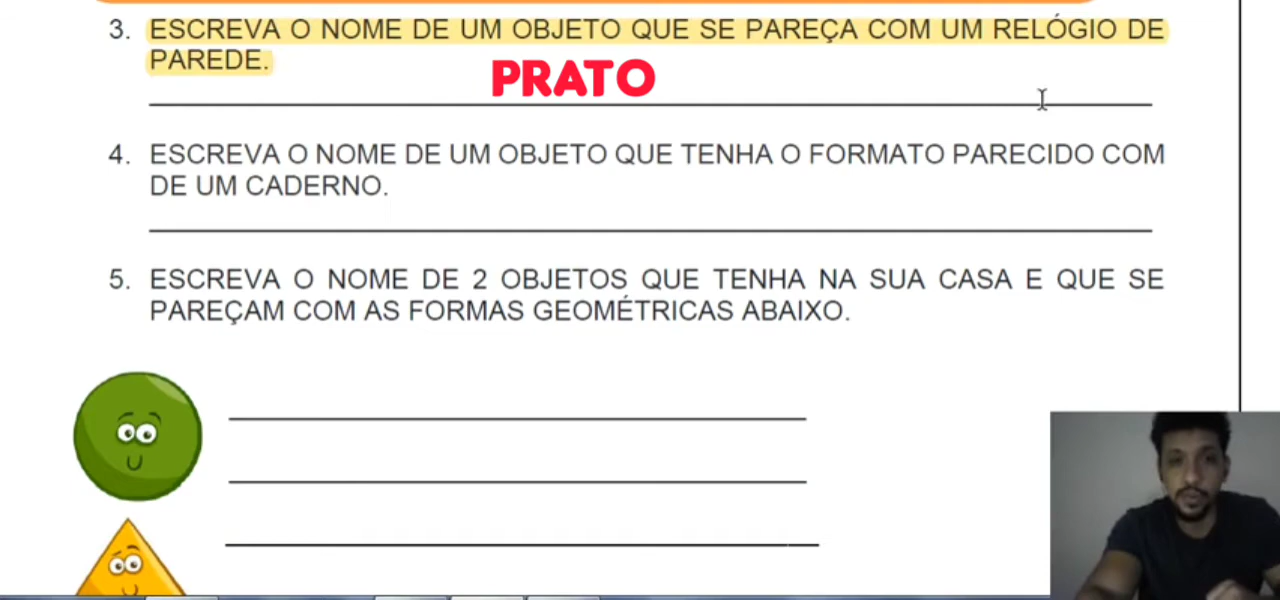 3. ESCREVA O NOME DE UM OBJETO QUE SE PAREÇA COM UM RELÓGIO DE
PAREDE.
PRATO
4. ESCREVA O NOME DE UM OBJETO QUE TENHA O FORMATO PARECIDO COM
DE UM CADERNO.
5. ESCREVA O NOME DE 2 OBJETOS QUE TENHA NA SUA CASA E QUE SE
PAREÇAM COM AS FORMAS GEOMÉTRICAS ABAIXO.